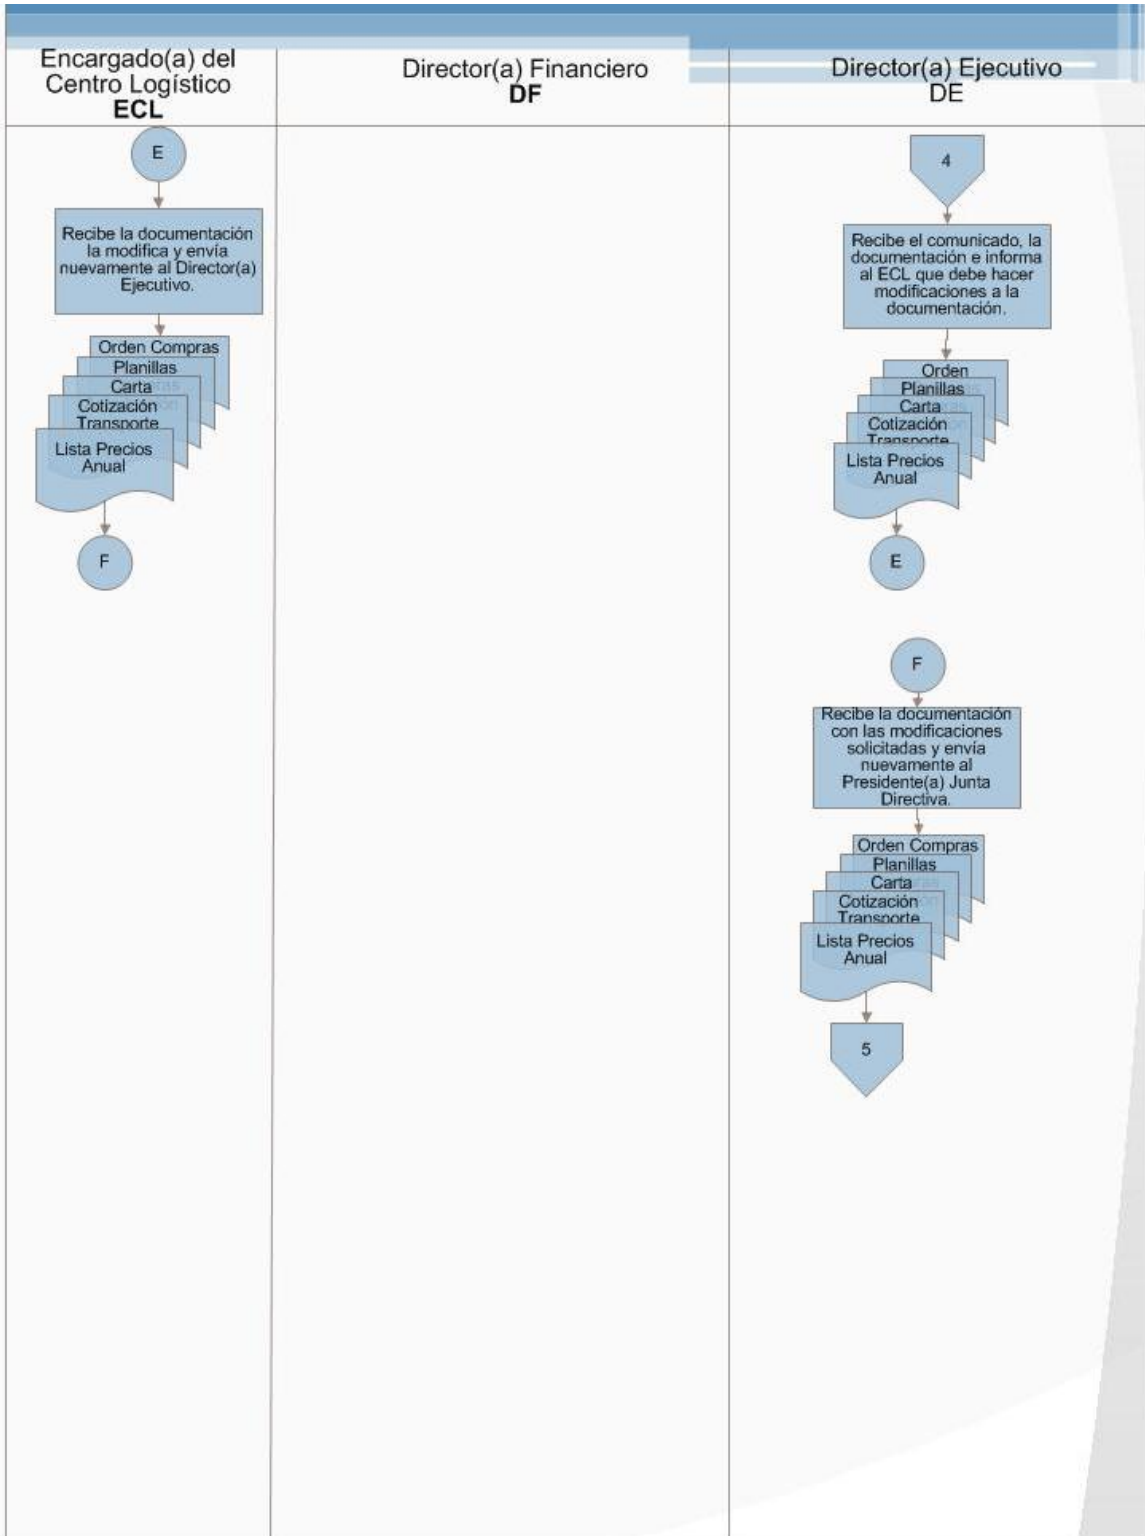 Encargado(a) del
Centro Logístico
ECL
Director(a) Financiero
DF
Director(a) Ejecutivo
DE
E
Recibe la documentación
la modifica y envía
nuevamente al Director(a)
Ejecutivo.
Orden Compras
Planillas
Carta
Cotización
Transporte
Lista Precios
Anual
F
4
Recibe el comunicado, la
documentación e informa
al ECL que debe hacer
modificaciones a la
documentación.
Orden
Planillas
Carta
Cotización
Transporte
Lista Precios
Anual
E
F
Recibe la documentación
con las modificaciones
solicitadas y envía
nuevamente al
Presidente(a) Junta
Directiva.
Orden Compras
Planillas
Carta
Cotización
Transporte
Lista Precios
Anual
5